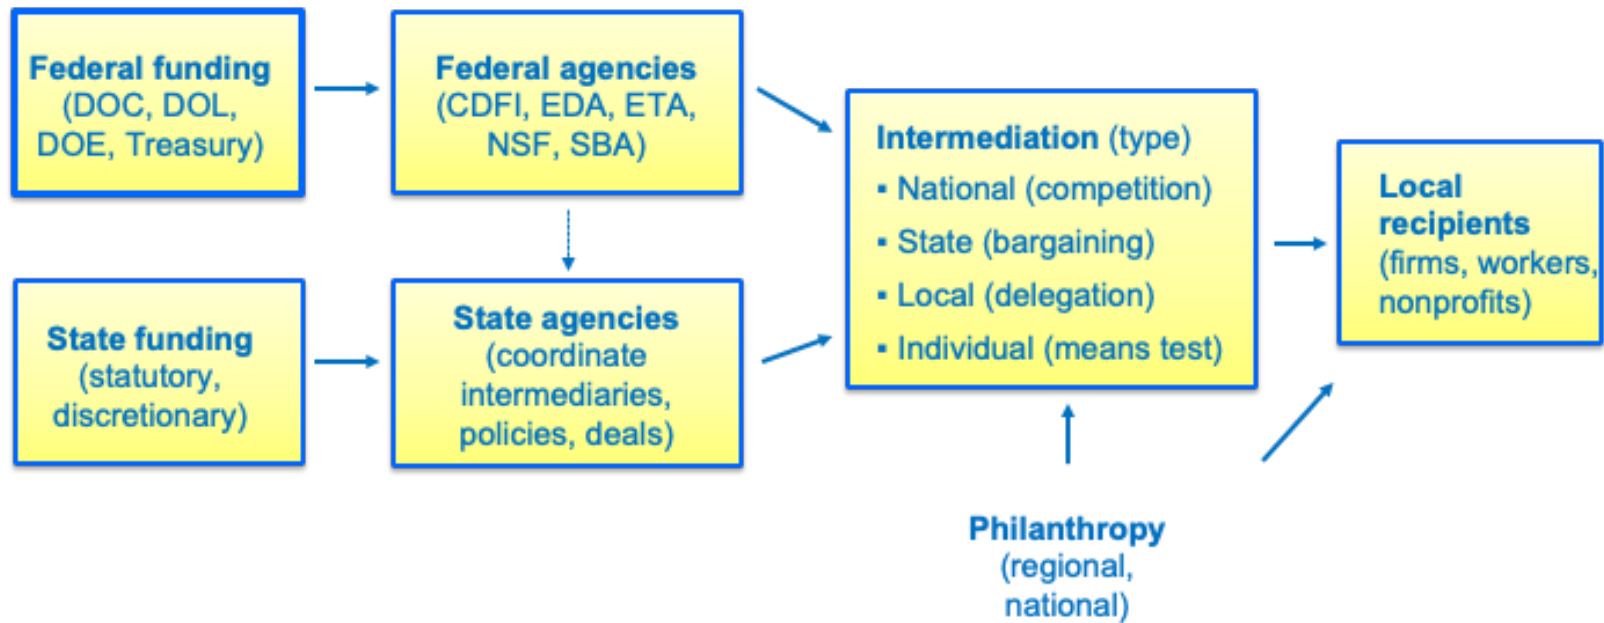 Federal funding
(DOC, DOL,
DOE, Treasury)
Federal agencies
(CDFI, EDA, ETA,
NSF, SBA)
State funding
(statutory,
discretionary)
State agencies
(coordinate
intermediaries,
policies, deals)
Intermediation (type)
▪ National (competition)
▪ State (bargaining)
▪ Local (delegation)
▪ Individual (means test)
Local
recipients
(firms, workers,
nonprofits)
Philanthropy
(regional,
national)